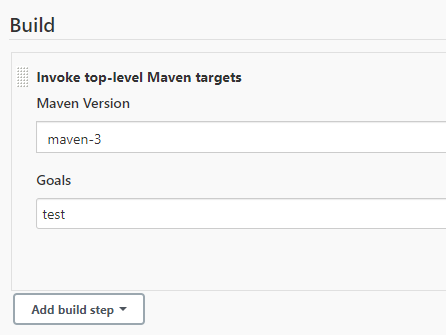 Build
Invoke top-level Maven targets
Maven Version
maven-3
Goals
test
Add build step